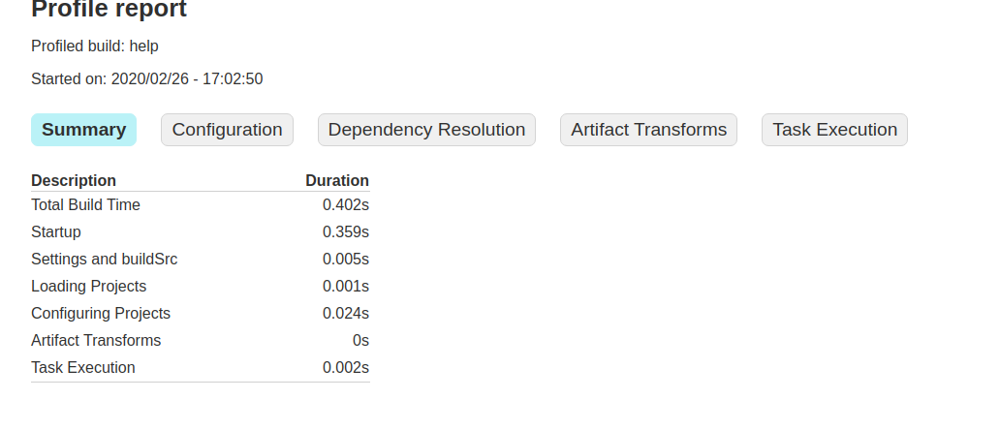 Profile report
Profiled build: help
Started on: 2020/02/26 - 17:02:50
Summary Configuration Dependency Resolution Artifact Transforms Task Execution
Description Duration
Total Build Time 0.402s
Startup 0.359s
Settings and buildSrc 0.005s
Loading Projects 0.001s
Configuring Projects 0.024s
Artifact Transforms 0s
Task Execution 0.002s